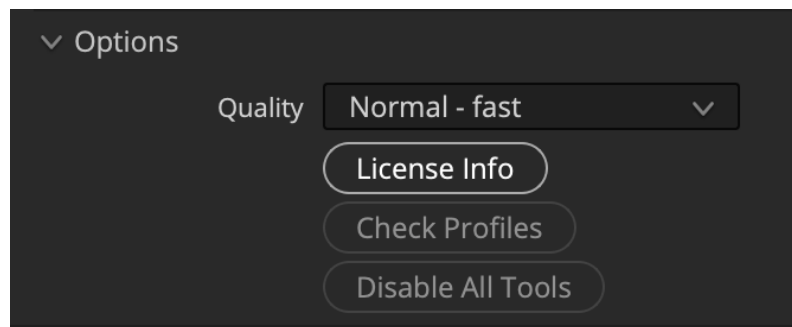 Options
Quality Normal - fast
License Info
Check Profiles
Disable All Tools